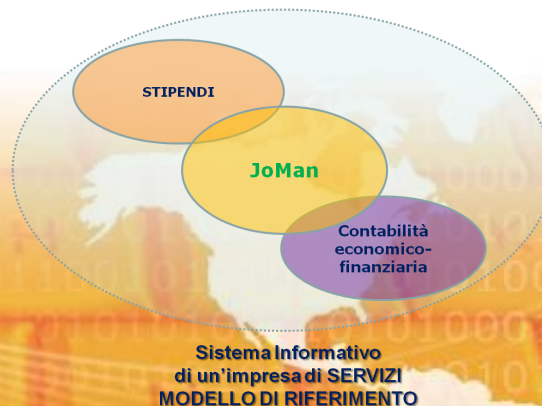 STIPENDI
JoMan
Contabilità
economico-
finanziaria
Sistema Informativo
di un'impresa di SERVIZI
MODELLO DI RIFERIMENTO